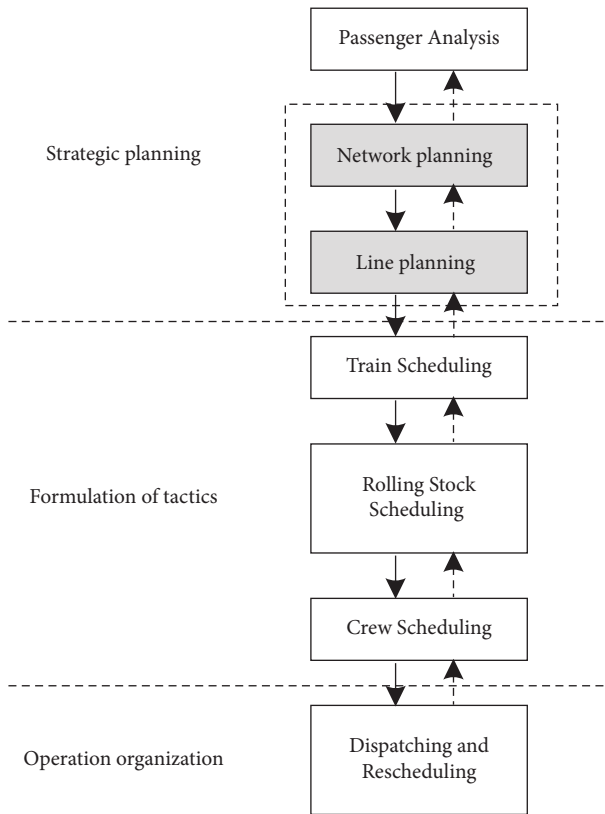 Passenger Analysis
Strategic planning
Network planning
Line planning
Train Scheduling
Formulation of tactics
Rolling Stock
Scheduling
Crew Scheduling
Operation organization
Dispatching and
Rescheduling